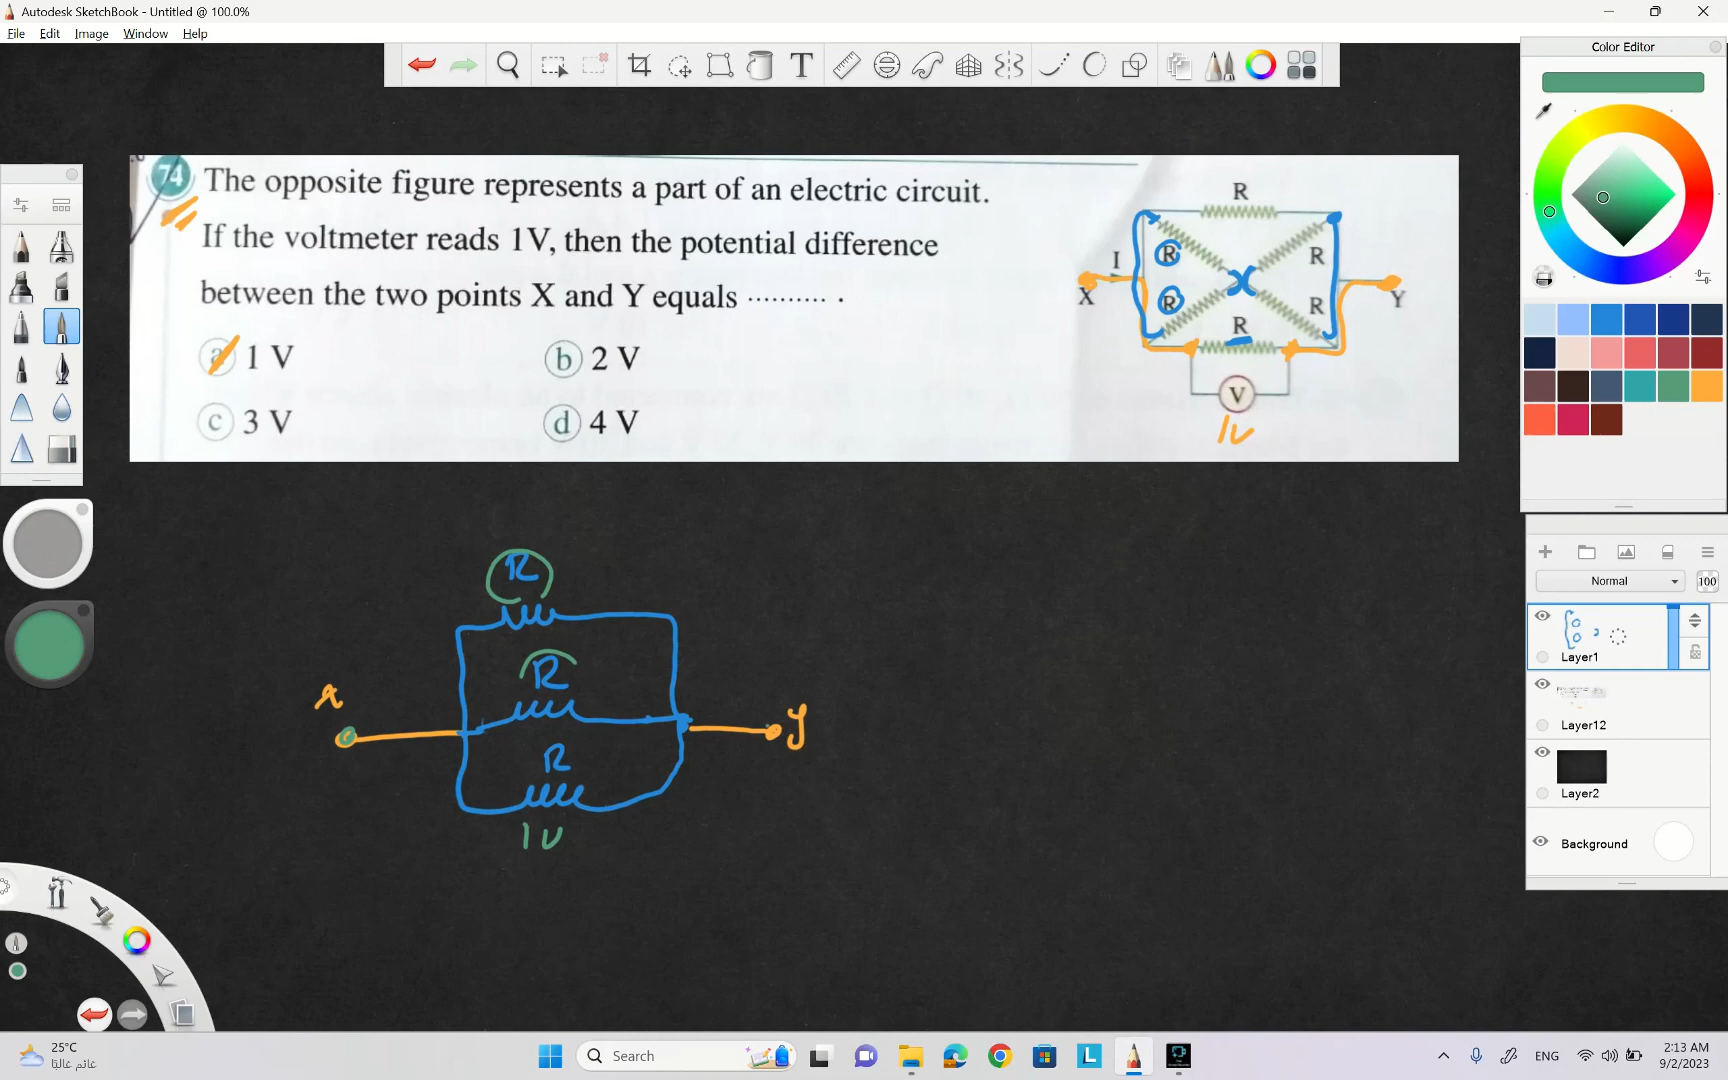 Autodesk SketchBook - Untitled @ 100.0%
File Edit Image Window Help
T
Color Editor
74 The opposite figure represents a part of an electric circuit.
If the voltmeter reads 1V, then the potential difference
between the two points X and Y equals .......... .
a 1 V
b 2 V
c 3 V
d 4 V
R
I
R
R
X
R
R
R
Y
V
1V
Normal
100
Layer1
Layer12
Layer2
Background
R
R
R
1V
x
y
25°C
غائم غالبًا
Search
L
ENG
2:13 AM
9/2/2023